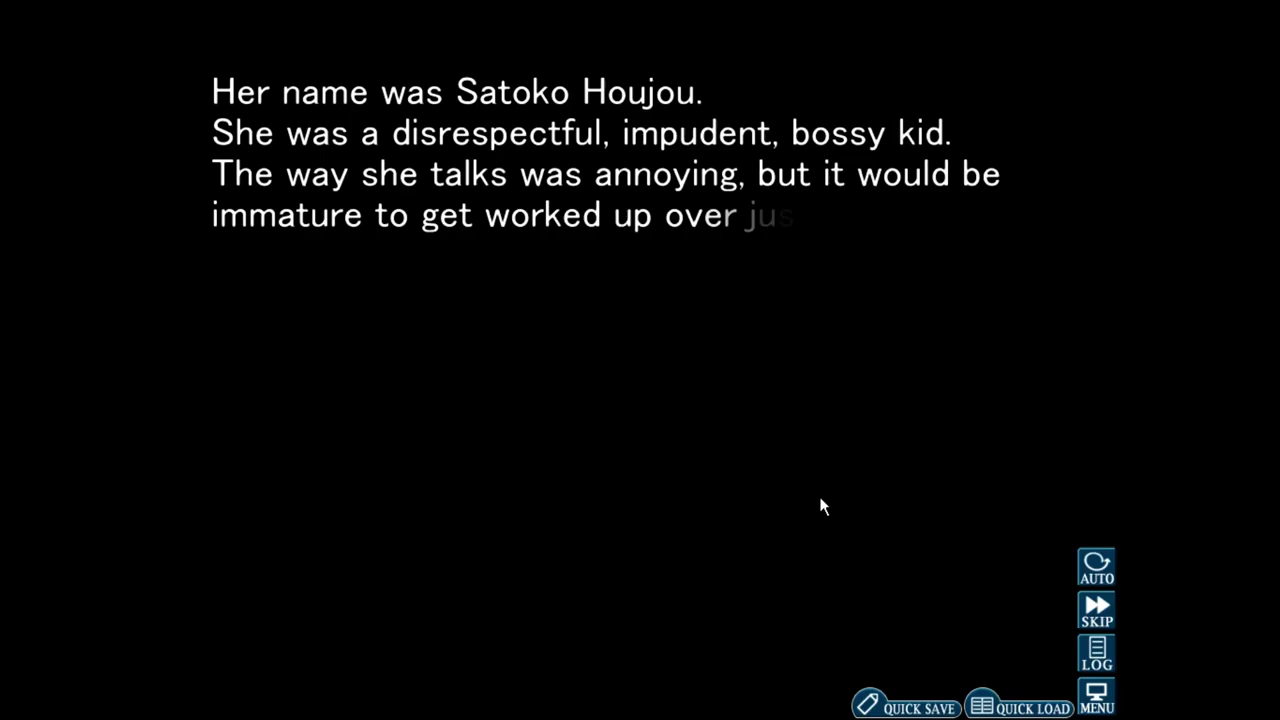 Her name was Satoko Houjou.
She was a disrespectful, impudent, bossy kid.
The way she talks was annoying, but it would be
immature to get worked up over jus
AUTO
SKIP
LOG
MENU
QUICK SAVE
QUICK LOAD